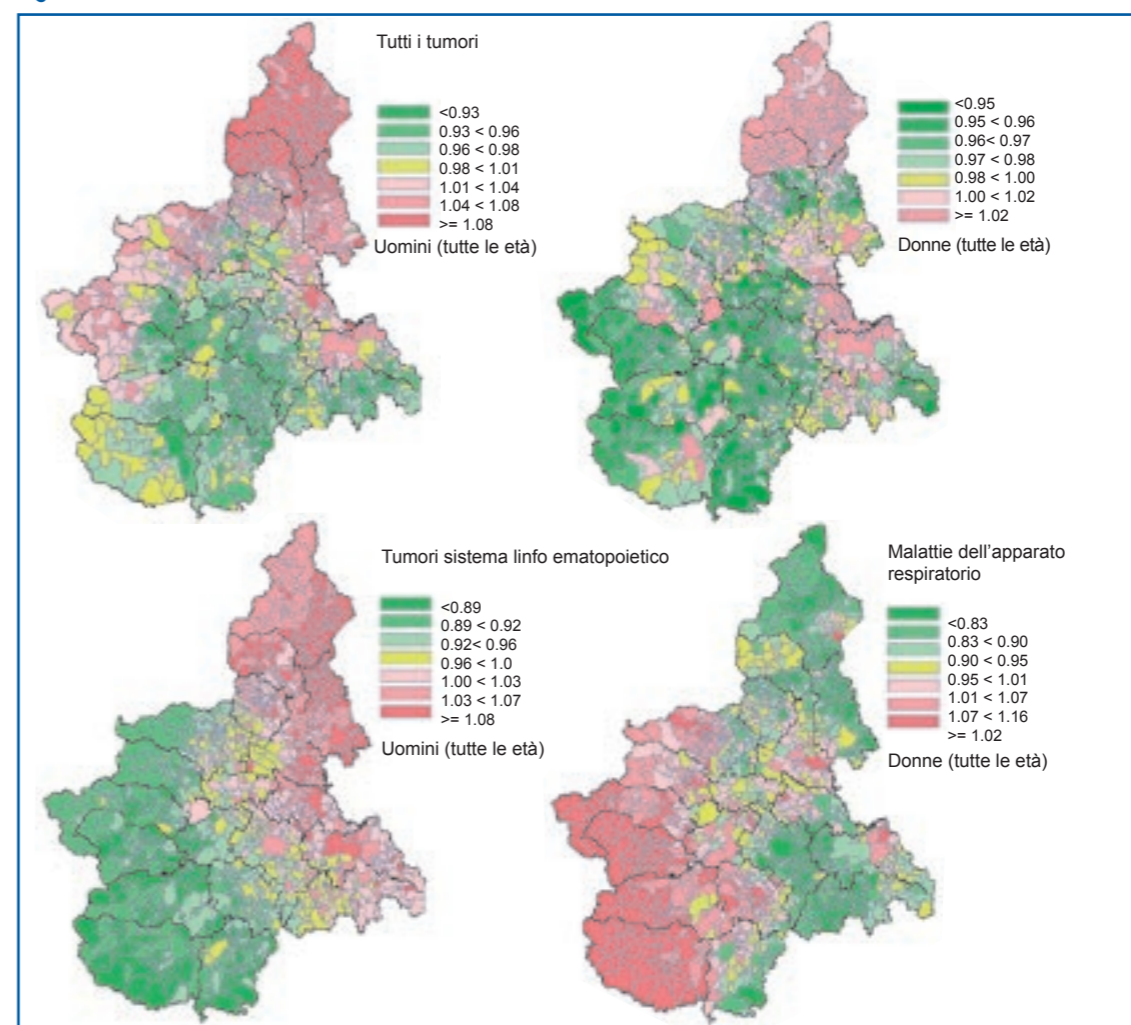 Tutti i tumori
<0.93
0.93 < 0.96
0.96 < 0.98
0.98 < 1.01
1.01 < 1.04
1.04 < 1.08
>= 1.08
Uomini (tutte le età)
<0.95
0.95 < 0.96
0.96< 0.97
0.97 < 0.98
0.98 < 1.00
1.00 < 1.02
>= 1.02
Donne (tutte le età)
Tumori sistema linfo ematopoietico
<0.89
0.89 < 0.92
0.92< 0.96
0.96 < 1.0
1.00 < 1.03
1.03 < 1.07
>= 1.08
Uomini (tutte le età)
Malattie dell'apparato
respiratorio
<0.83
0.83 < 0.90
0.90 < 0.95
0.95 < 1.01
1.01 < 1.07
1.07 < 1.16
>= 1.02
Donne (tutte le età)